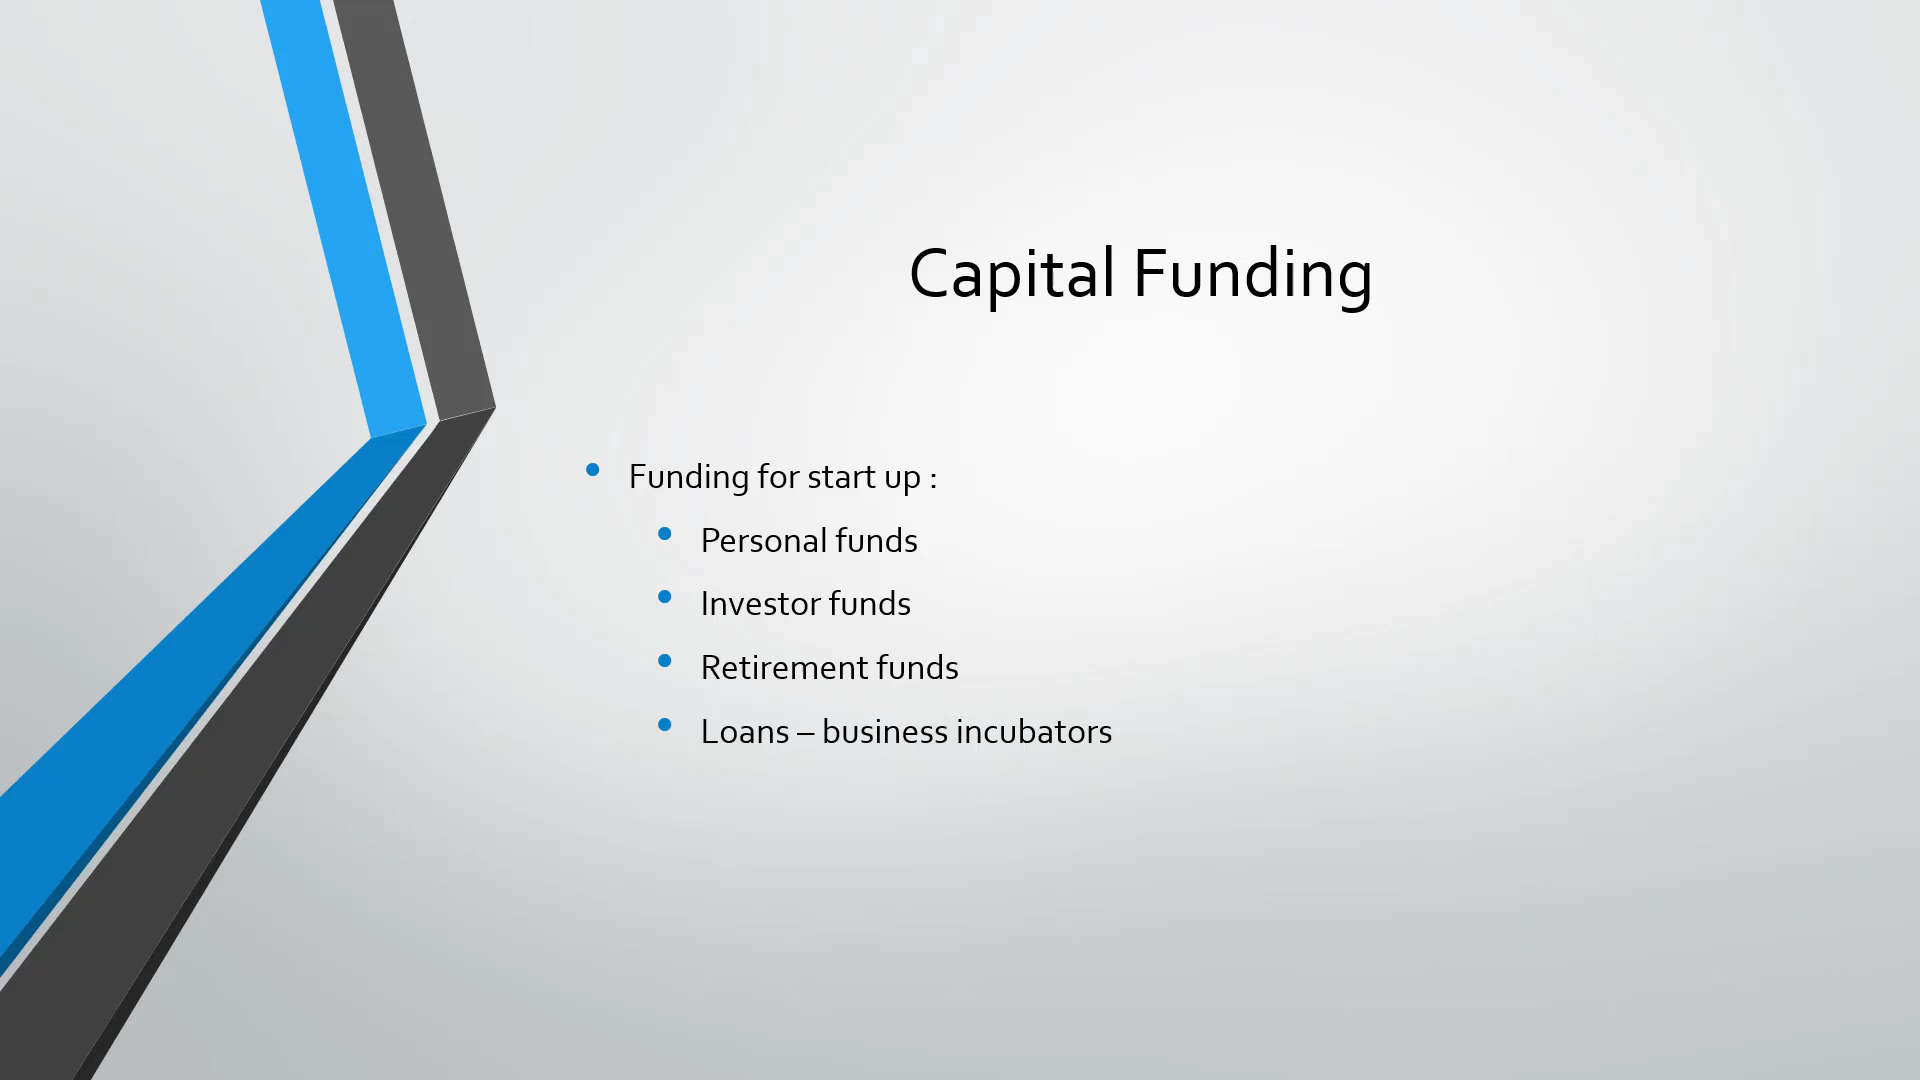 Capital Funding
Funding for start up :
Personal funds
Investor funds
Retirement funds
Loans – business incubators